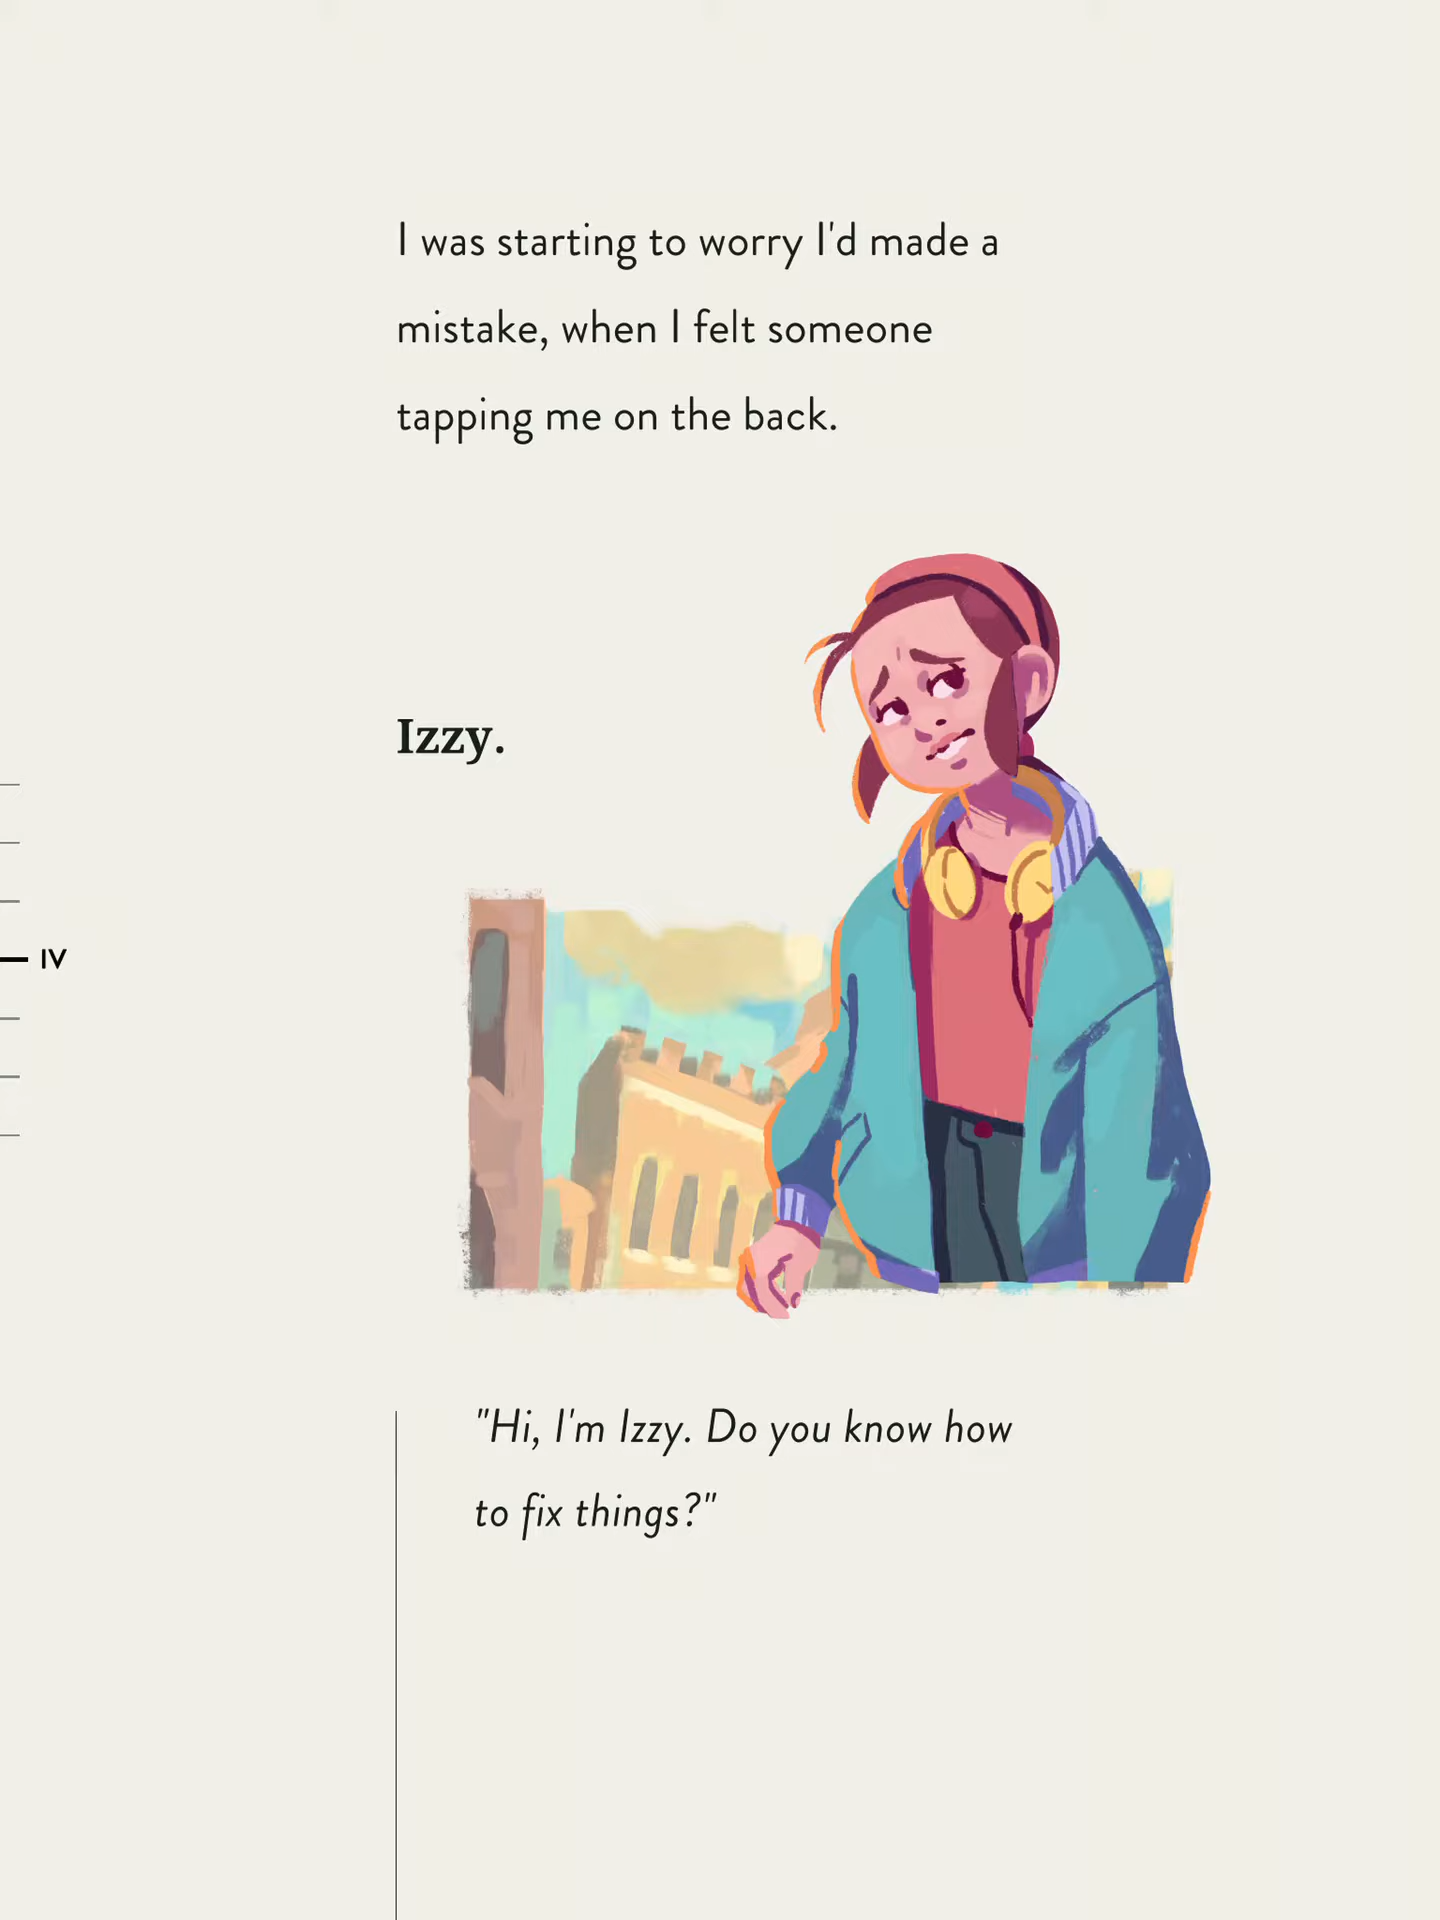 I was starting to worry I'd made a
mistake, when I felt someone
tapping me on the back.
Izzy.
IV
"Hi, I'm Izzy. Do you know how
to fix things?"